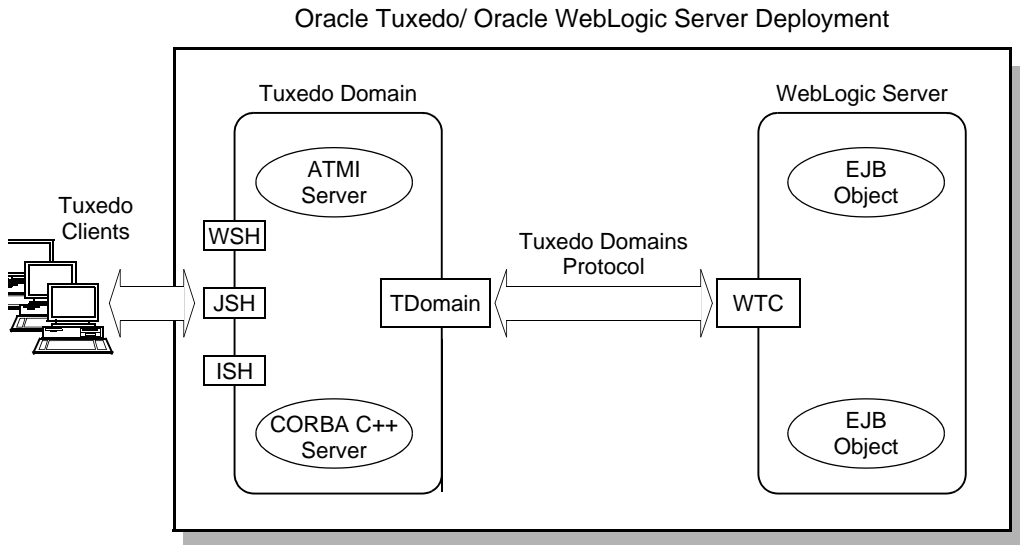 Oracle Tuxedo/ Oracle WebLogic Server Deployment
Tuxedo Domain
WebLogic Server
ATMI
Server
EJB
Object
Tuxedo
Clients
WSH
Tuxedo Domains
Protocol
JSH
TDomain
WTC
ISH
CORBA C++
Server
EJB
Object